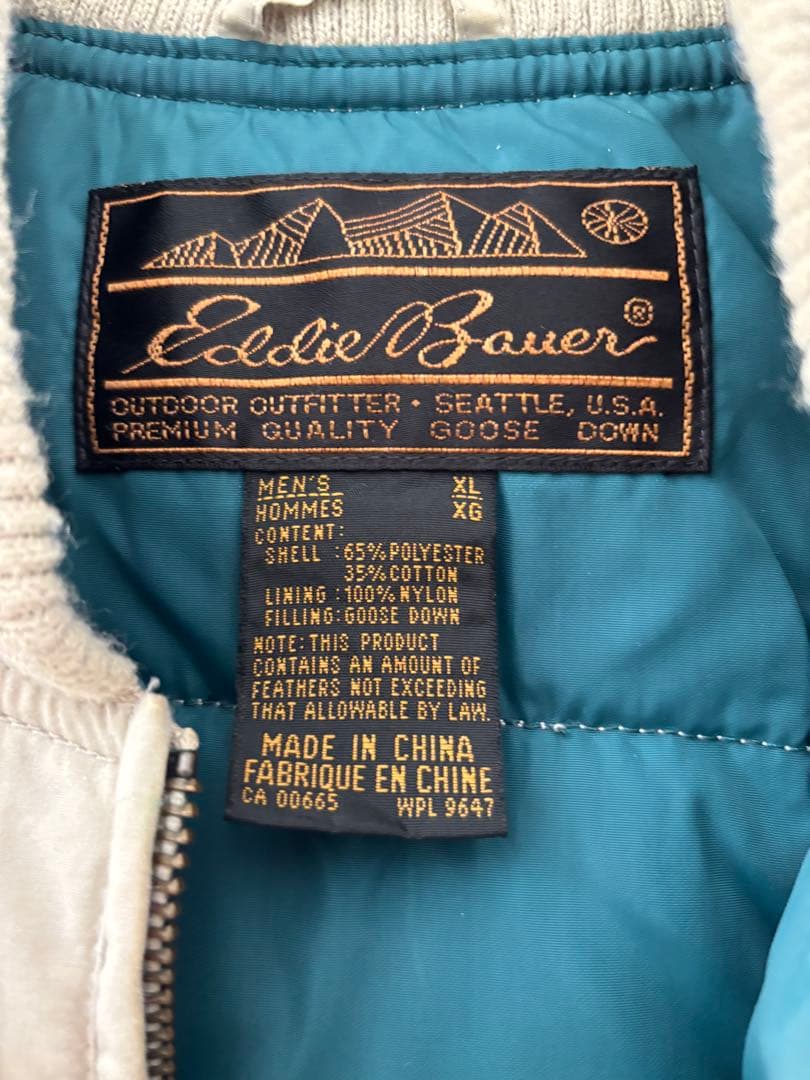 Eddie Bauer®
OUTDOOR OUTFITTER • SEATTLE, U.S.A.
PREMIUM QUALITY GOOSE DOWN
MEN'S XL
HOMMES XG
CONTENT:
SHELL :65%POLYESTER
35%COTTON
LINING :100%NYLON
FILLING:GOOSE DOWN
NOTE:THIS PRODUCT
CONTAINS AN AMOUNT OF
FEATHERS NOT EXCEEDING
THAT ALLOWABLE BY LAW.
MADE IN CHINA
FABRIQUE EN CHINE
CA 00665 WPL 9647